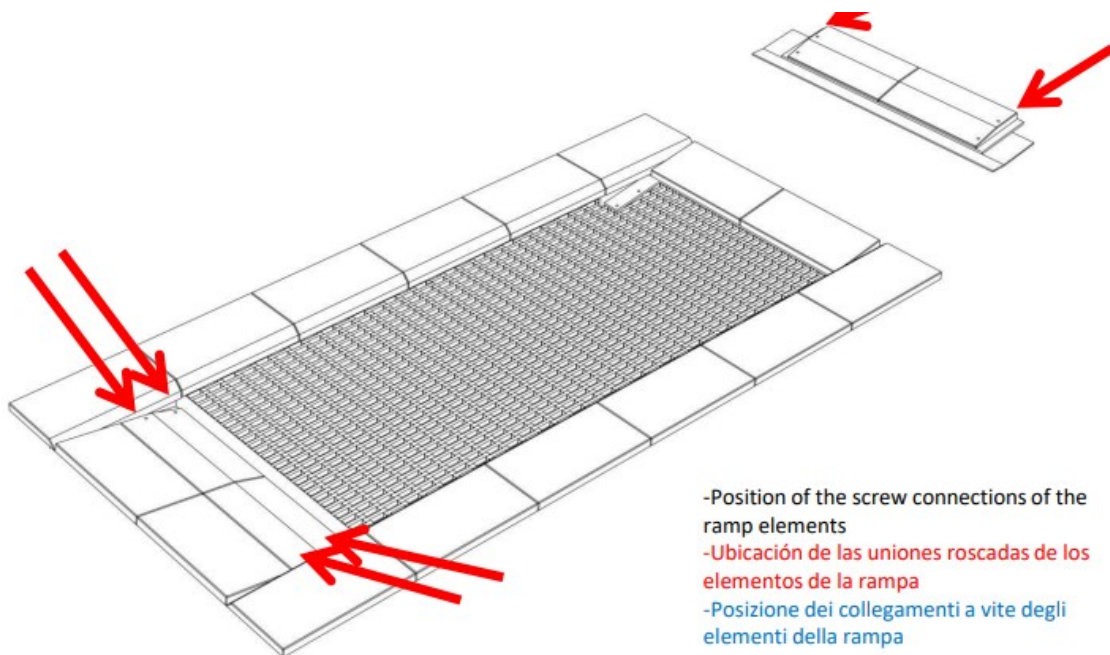 -Position of the screw connections of the
ramp elements
-Ubicación de las uniones roscadas de los
elementos de la rampa
-Posizione dei collegamenti a vite degli
elementi della rampa